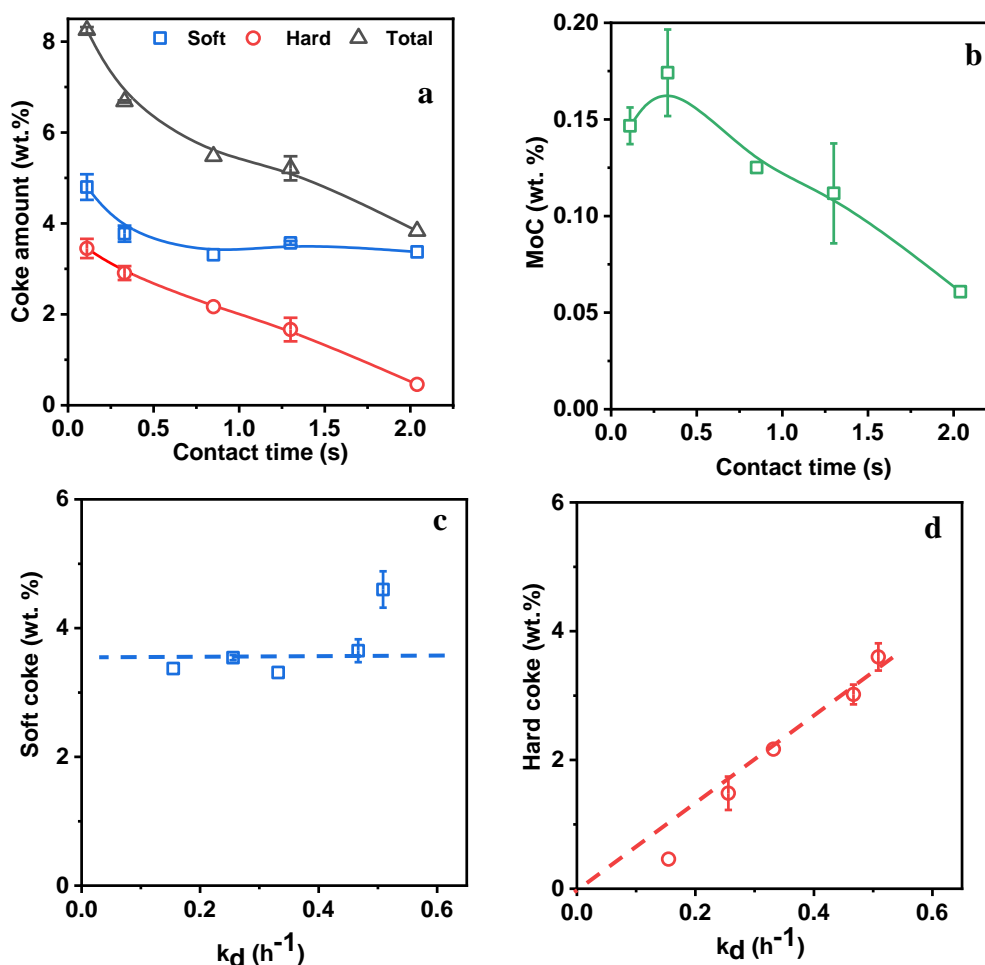 Coke amount (wt.%)
8
6
4
2
0
Soft
Hard
Total
a
0.0 0.5 1.0 1.5 2.0
Contact time (s)
MoC (wt. %)
0.20
0.15
0.10
0.05
0.00
b
0.0 0.5 1.0 1.5 2.0
Contact time (s)
Soft coke (wt. %)
6
4
2
0
c
0.0 0.2 0.4 0.6
kd (h-1)
Hard coke (wt.%)
6
4
2
0
d
0.0 0.2 0.4 0.6
kd (h-1)